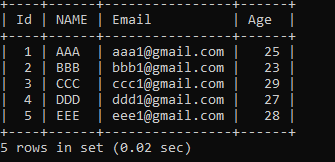 +----+------+----------------+-----+
| Id | NAME | Email          | Age |
+----+------+----------------+-----+
| 1 | AAA | aaa1@gmail.com | 25 |
| 2 | BBB | bbb1@gmail.com | 23 |
| 3 | CCC | ccc1@gmail.com | 29 |
| 4 | DDD | ddd1@gmail.com | 27 |
| 5 | EEE | eee1@gmail.com | 28 |
+----+------+----------------+-----+
5 rows in set (0.02 sec)